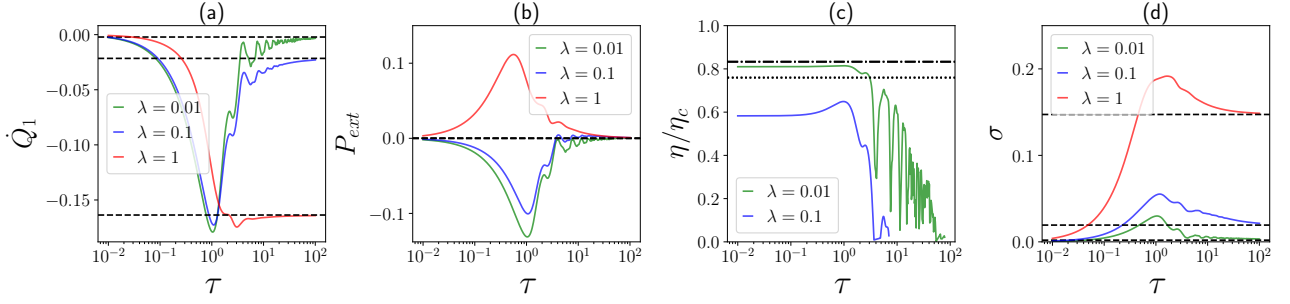 (a)
0.00
−0.05
−0.10
−0.15
Q̇₁
λ = 0.01
λ = 0.1
λ = 1
10⁻² 10⁻¹ 10⁰ 10¹ 10²
τ
(b)
0.1
0.0
−0.1
P_ext
λ = 0.01
λ = 0.1
λ = 1
10⁻² 10⁻¹ 10⁰ 10¹ 10²
τ
(c)
1.0
0.8
0.6
0.4
0.2
0.0
η/η_c
λ = 0.01
λ = 0.1
10⁻² 10⁻¹ 10⁰ 10¹ 10²
τ
(d)
0.2
0.1
0.0
σ
λ = 0.01
λ = 0.1
λ = 1
10⁻² 10⁻¹ 10⁰ 10¹ 10²
τ